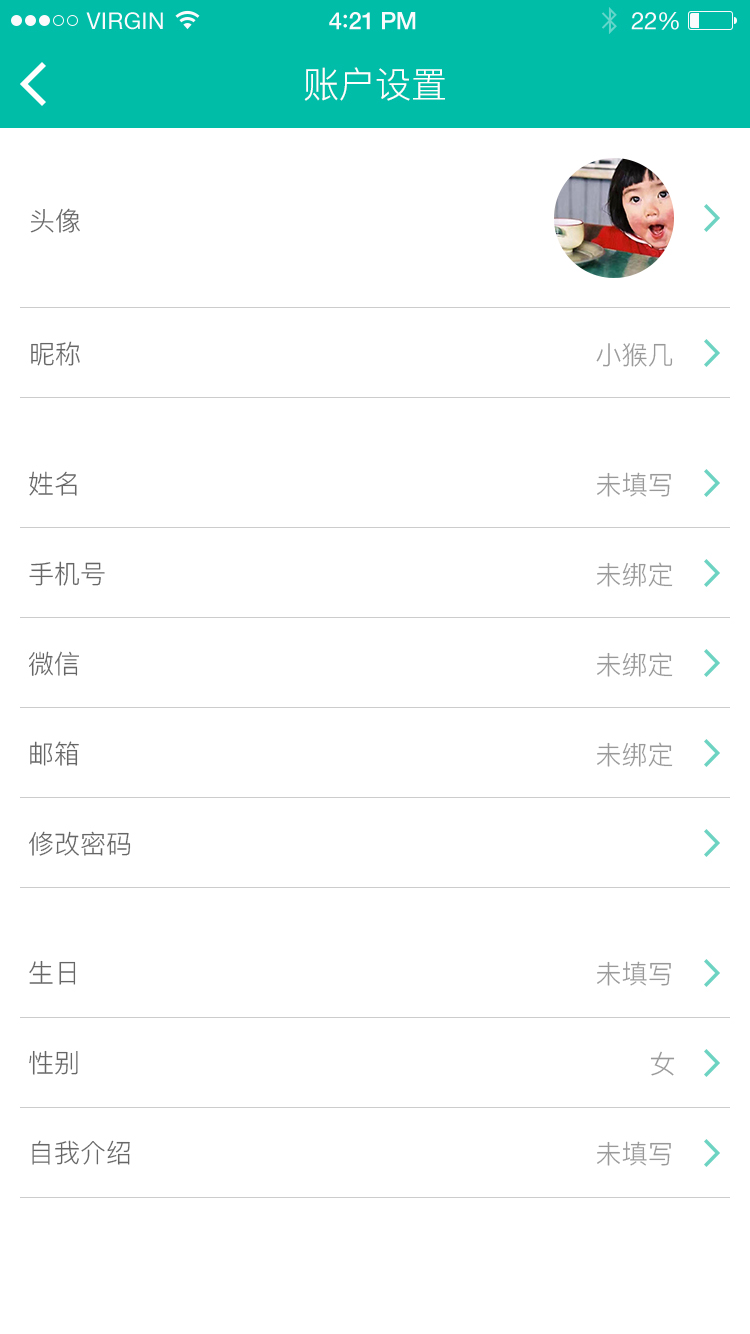 VIRGIN 4:21 PM 22%
账户设置
头像
昵称 小猴几
姓名 未填写
手机号 未绑定
微信 未绑定
邮箱 未绑定
修改密码
生日 未填写
性别 女
自我介绍 未填写